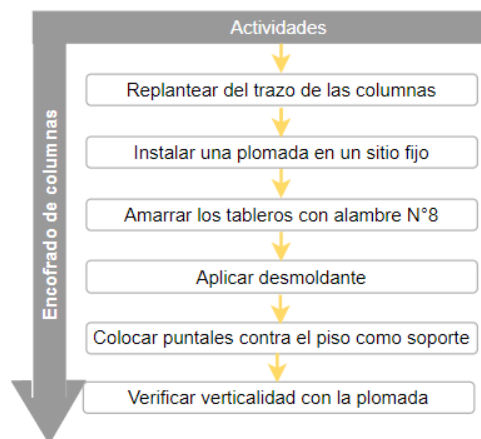 Actividades
Encofrado de columnas
Replantear del trazo de las columnas
Instalar una plomada en un sitio fijo
Amarrar los tableros con alambre N°8
Aplicar desmoldante
Colocar puntales contra el piso como soporte
Verificar verticalidad con la plomada